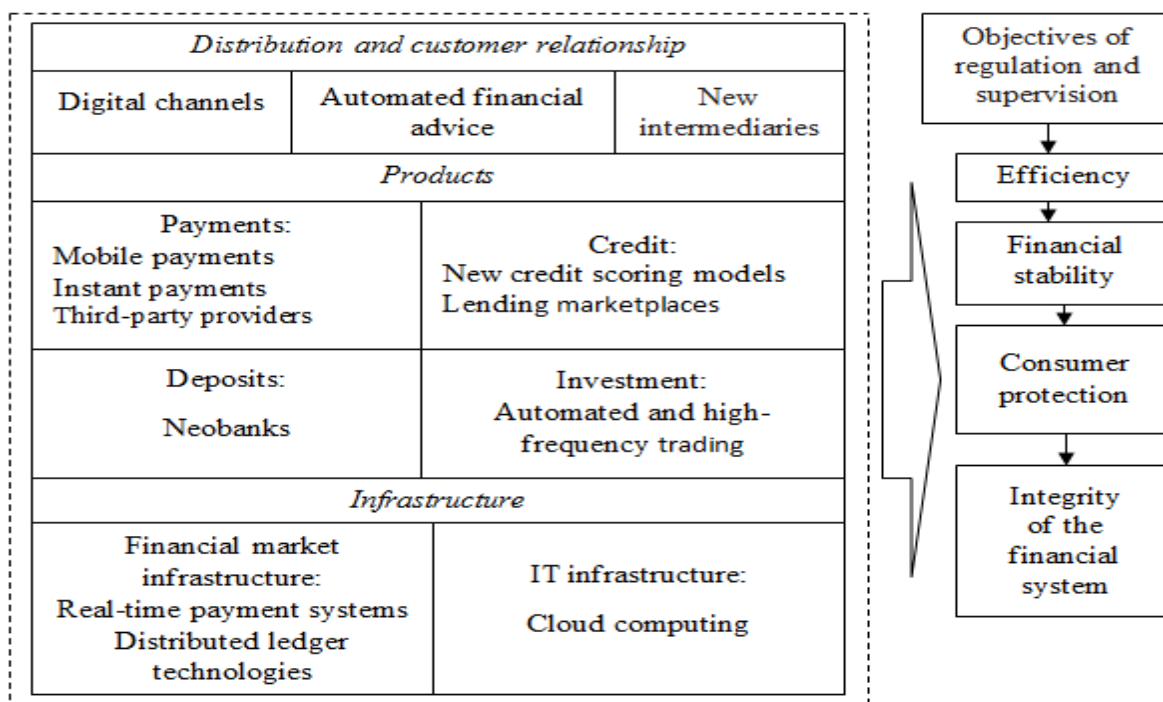 Distribution and customer relationship
Digital channels
Automated financial
advice
New
intermediaries
Products
Payments:
Mobile payments
Instant payments
Third-party providers
Credit:
New credit scoring models
Lending marketplaces
Deposits:
Neobanks
Investment:
Automated and high-
frequency trading
Infrastructure
Financial market
infrastructure:
Real-time payment systems
Distributed ledger
technologies
IT infrastructure:
Cloud computing
Objectives of
regulation and
supervision
Efficiency
Financial
stability
Consumer
protection
Integrity
of the
financial
system